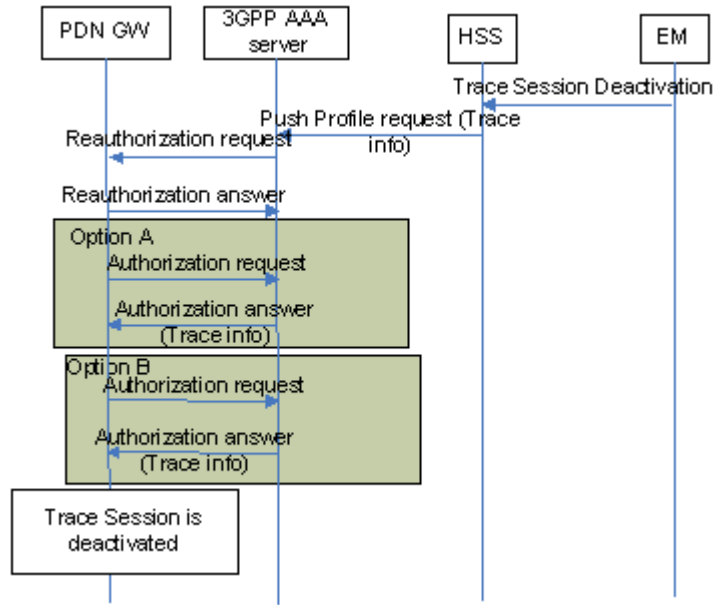 PDN GW
3GPP AAA
server
HSS
EM
Trace Session Deactivation
Push Profile request (Trace
info)
Reauthorization request
Reauthorization answer
Option A
Authorization request
Authorization answer
(Trace info)
Option B
Authorization request
Authorization answer
(Trace info)
Trace Session is
deactivated